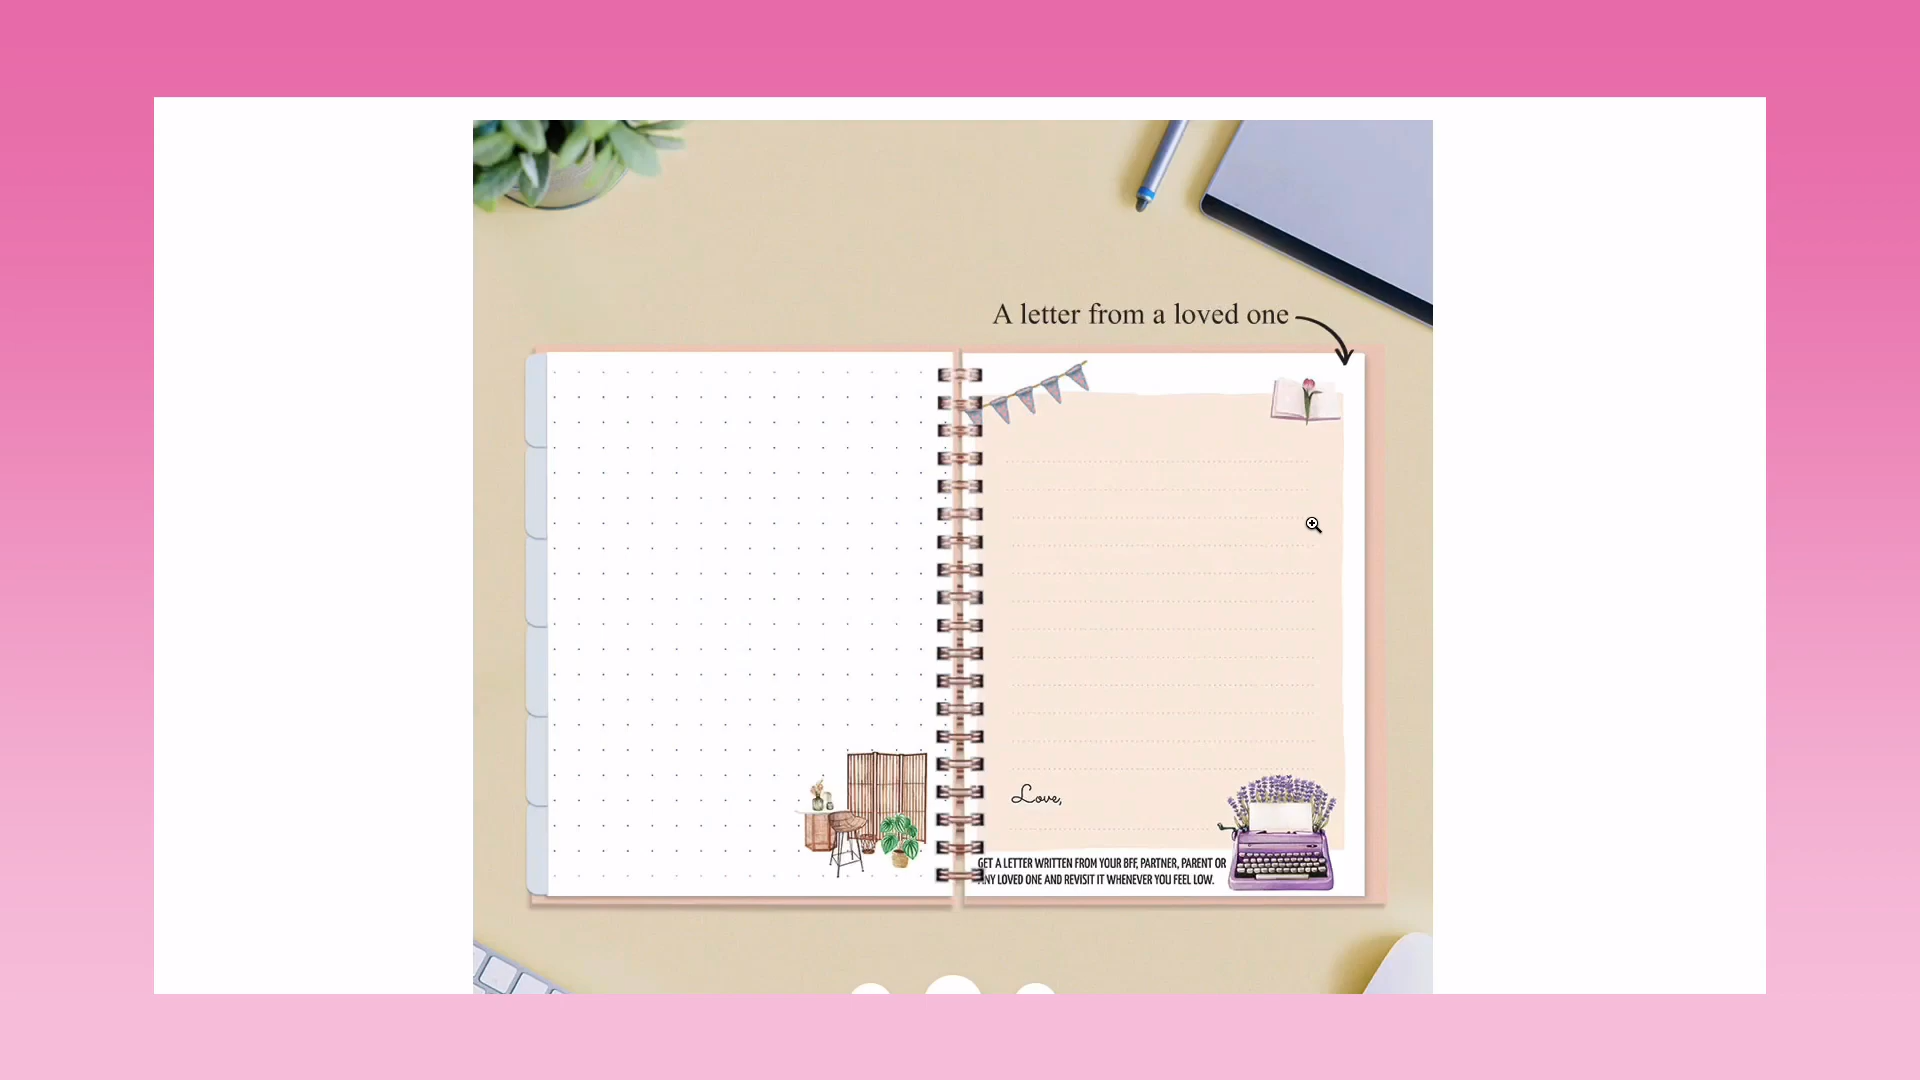 A letter from a loved one
Love,
GET A LETTER WRITTEN FROM YOUR BFF, PARTNER, PARENT OR
ANY LOVED ONE AND REVISIT IT WHENEVER YOU FEEL LOW.